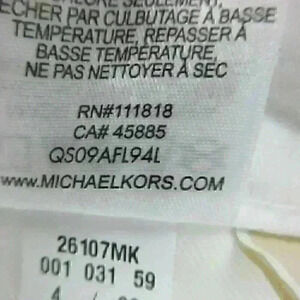 SÉCHER PAR CULBUTAGE À BASSE
TEMPÉRATURE, REPASSER À
BASSE TEMPÉRATURE,
NE PAS NETTOYER À SEC
RN#111818
CA# 45885
QS09AFL94L
WWW.MICHAELKORS.COM
26107MK
001 031 59